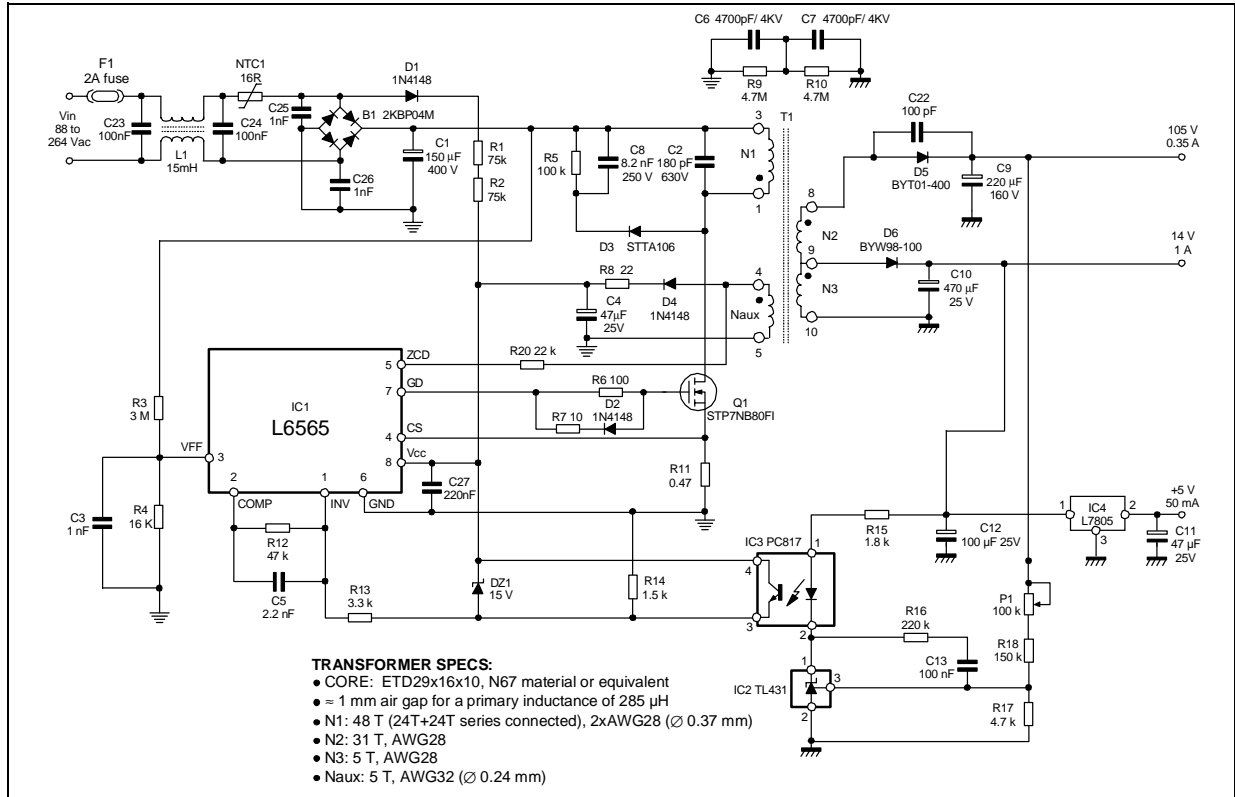 C6 4700pF/ 4KV
C7 4700pF/ 4KV
R9
4.7M
R10
4.7M
F1
2A fuse
NTC1
16R
D1
1N4148
Vin
88 to
264 Vac
C23
100nF
L1
15mH
C24
100nF
C25
1nF
B1 2KBP04M
C26
1nF
C1
150 µF
400 V
R1
75k
R2
75k
R5
100 k
C8
8.2 nF
250 V
C2
180 pF
630V
3
T1
N1
1
C22
100 pF
D5
BYT01-400
C9
220 µF
160 V
105 V
0.35 A
8
N2
9
N3
10
D6
BYW98-100
C10
470 µF
25 V
14 V
1 A
D3 STTA106
R8 22
D4
1N4148
C4
47µF
25V
4
Naux
5
R20 22 k
IC1
L6565
5 ZCD
7 GD
4 CS
8 Vcc
3 VFF
2 COMP
1 INV
6 GND
R6 100
D2
1N4148
R7 10
Q1
STP7NB80FI
R11
0.47
R3
3 M
C3
1 nF
R4
16 K
C27
220nF
R12
47 k
C5
2.2 nF
R13
3.3 k
DZ1
15 V
R14
1.5 k
IC3 PC817
1
4
3
2
R15
1.8 k
C12
100 µF 25V
1
IC4
L7805
2
3
+5 V
50 mA
C11
47 µF
25V
P1
100 k
R16
220 k
C13
100 nF
R18
150 k
R17
4.7 k
1
IC2 TL431
3
2
TRANSFORMER SPECS:
● CORE: ETD29x16x10, N67 material or equivalent
● ≈ 1 mm air gap for a primary inductance of 285 µH
● N1: 48 T (24T+24T series connected), 2xAWG28 (∅ 0.37 mm)
● N2: 31 T, AWG28
● N3: 5 T, AWG28
● Naux: 5 T, AWG32 (∅ 0.24 mm)